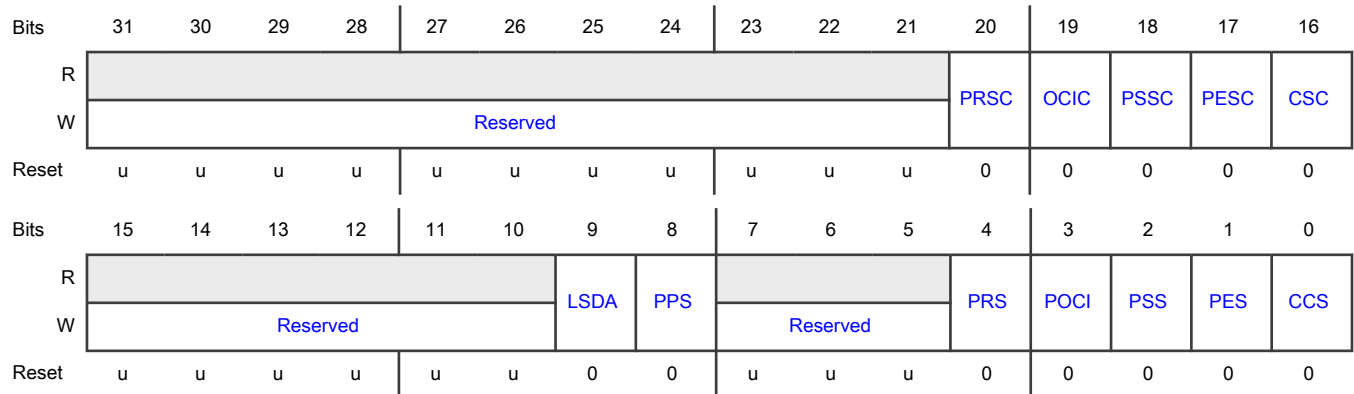 Bits 31 30 29 28 27 26 25 24 23 22 21 20 19 18 17 16
R
PRSC OCIC PSSC PESC CSC
W Reserved
Reset u u u u u u u u u u u 0 0 0 0 0
Bits 15 14 13 12 11 10 9 8 7 6 5 4 3 2 1 0
R
LSDA PPS PRS POCI PSS PES CCS
W Reserved Reserved
Reset u u u u u u 0 0 u u u 0 0 0 0 0